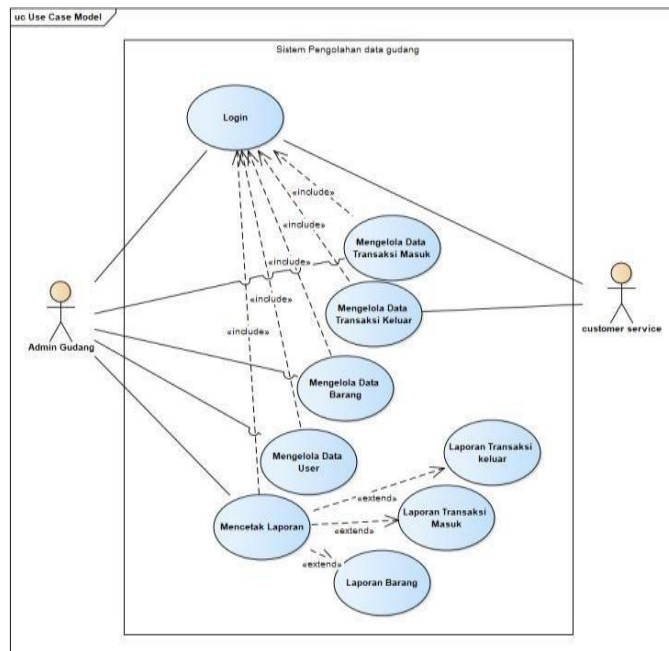 uc Use Case Model
Sistem Pengolahan data gudang
Login
«include»
«include»
«include»
«include»
«include»
Mengelola Data
Transaksi Masuk
Mengelola Data
Transaksi Keluar
Admin Gudang
customer service
Mengelola Data
Barang
Mengelola Data
User
Laporan Transaksi
keluar
«extend»
Mencetak Laporan
Laporan Transaksi
Masuk
«extend»
«extend»
Laporan Barang